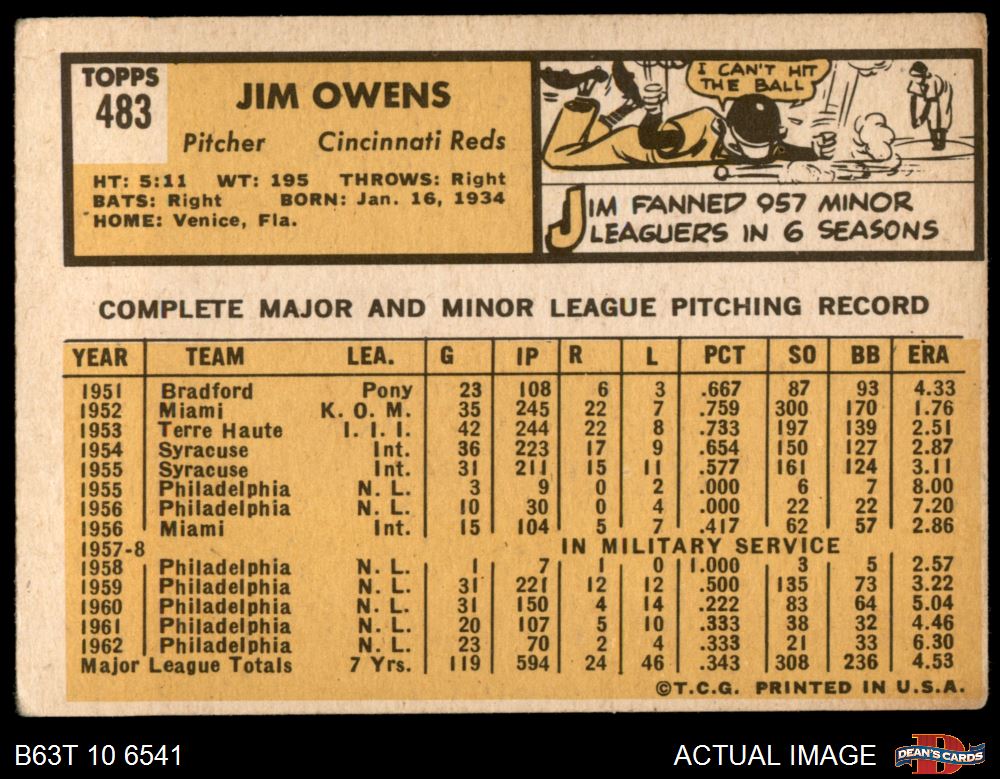 TOPPS
483
JIM OWENS
Pitcher Cincinnati Reds
HT: 5:11 WT: 195 THROWS: Right
BATS: Right BORN: Jan. 16, 1934
HOME: Venice, Fla.
I CAN'T HIT
THE BALL
JIM FANNED 957 MINOR
LEAGUERS IN 6 SEASONS
COMPLETE MAJOR AND MINOR LEAGUE PITCHING RECORD
YEAR TEAM LEA. G IP R L PCT SO BB ERA
1951 Bradford Pony 23 108 6 3 .667 87 93 4.33
1952 Miami K. O. M. 35 245 22 7 .759 300 170 1.76
1953 Terre Haute I. I. I. 42 244 22 8 .733 197 139 2.51
1954 Syracuse Int. 36 223 17 9 .654 150 127 2.87
1955 Syracuse Int. 31 211 15 11 .577 161 124 3.11
1955 Philadelphia N. L. 3 9 0 2 .000 6 7 8.00
1956 Philadelphia N. L. 10 30 0 4 .000 22 22 7.20
1956 Miami Int. 15 104 5 7 .417 62 57 2.86
1957-8 IN MILITARY SERVICE
1958 Philadelphia N. L. 1 7 1 0 1.000 3 5 2.57
1959 Philadelphia N. L. 31 221 12 12 .500 135 73 3.22
1960 Philadelphia N. L. 31 150 4 14 .222 83 64 5.04
1961 Philadelphia N. L. 20 107 5 10 .333 38 32 4.46
1962 Philadelphia N. L. 23 70 2 4 .333 21 33 6.30
Major League Totals 7 Yrs. 119 594 24 46 .343 308 236 4.53
©T.C.G. PRINTED IN U.S.A.
B63T 10 6541
ACTUAL IMAGE
DEAN'S CARDS